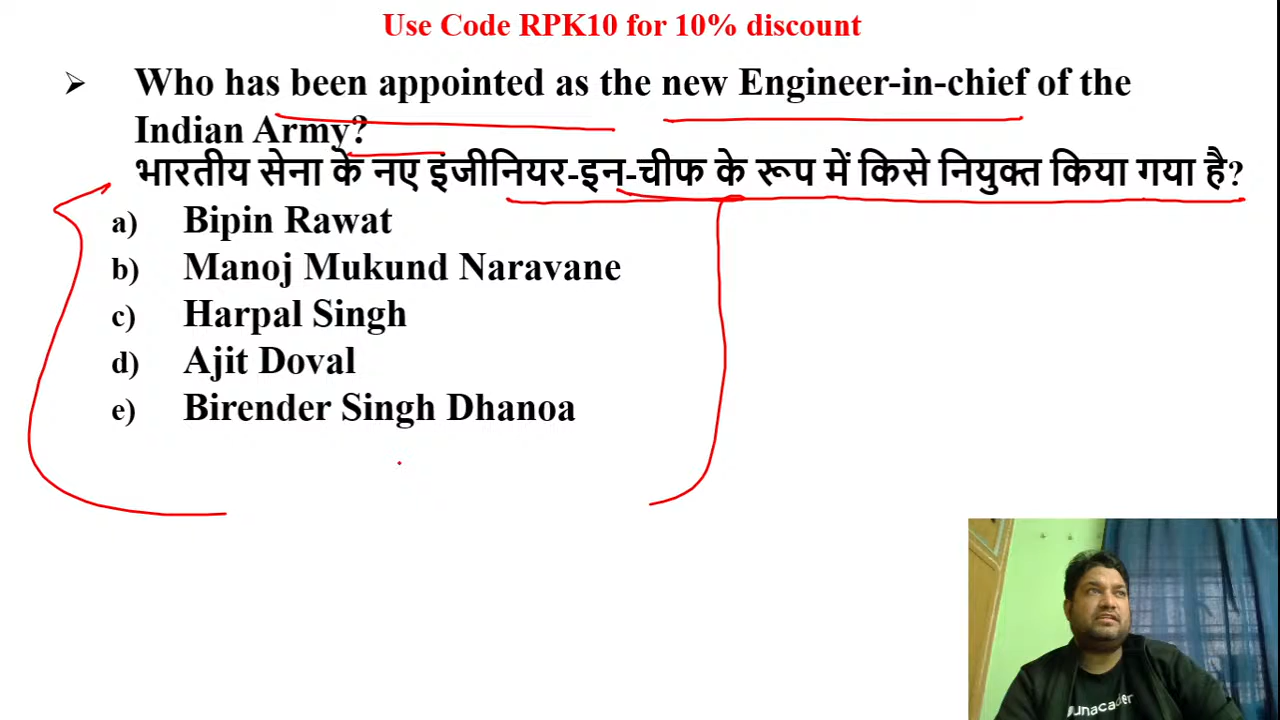 Use Code RPK10 for 10% discount
➢ Who has been appointed as the new Engineer-in-chief of the
Indian Army?
भारतीय सेना के नए इंजीनियर-इन-चीफ के रूप में किसे नियुक्त किया गया है?
a) Bipin Rawat
b) Manoj Mukund Naravane
c) Harpal Singh
d) Ajit Doval
e) Birender Singh Dhanoa